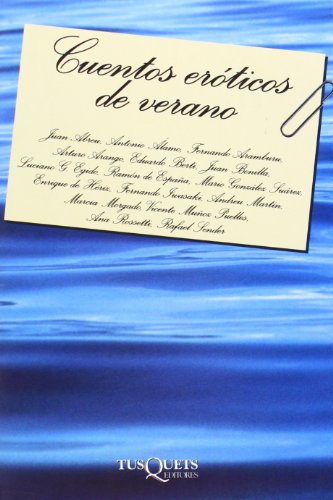 Cuentos eróticos
de verano
Juan Abreu, Antonio Álamo, Fernando Aramburu,
Arturo Arango, Eduardo Berti, Juan Bonilla,
Luciano G. Egido, Ramón de España, Mario González Suárez,
Enrique de Hériz, Fernando Iwasaki, Andreu Martín,
Marcia Morgado, Vicente Muñoz Puelles,
Ana Rossetti, Rafael Sender
TUSQUETS
EDITORES